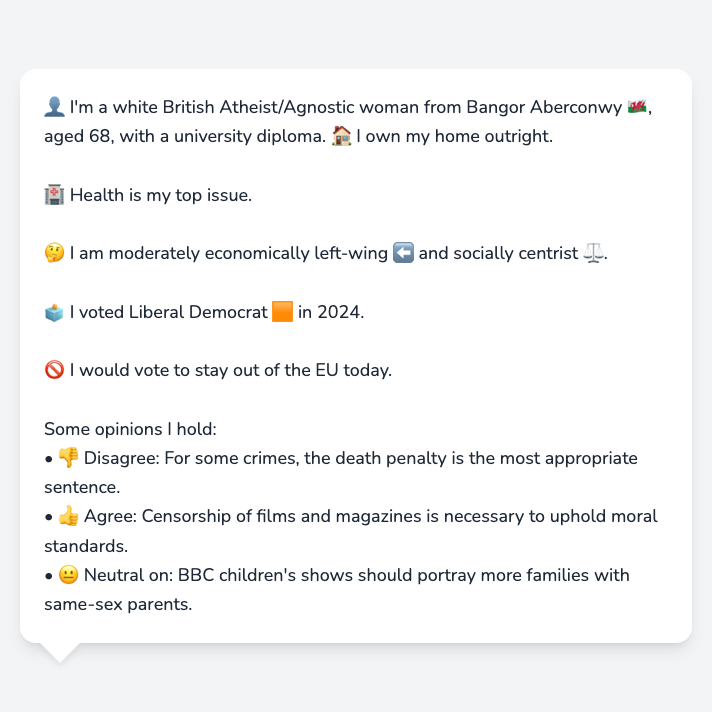 👤 I'm a white British Atheist/Agnostic woman from Bangor Aberconwy 🏴󠁧󠁢󠁷󠁬󠁳󠁿,
aged 68, with a university diploma. 🏠 I own my home outright.
🏥 Health is my top issue.
🤔 I am moderately economically left-wing ⬅️ and socially centrist ⚖️.
🗳️ I voted Liberal Democrat 🟧 in 2024.
🚫 I would vote to stay out of the EU today.
Some opinions I hold:
• 👎 Disagree: For some crimes, the death penalty is the most appropriate
sentence.
• 👍 Agree: Censorship of films and magazines is necessary to uphold moral
standards.
• 😐 Neutral on: BBC children's shows should portray more families with
same-sex parents.